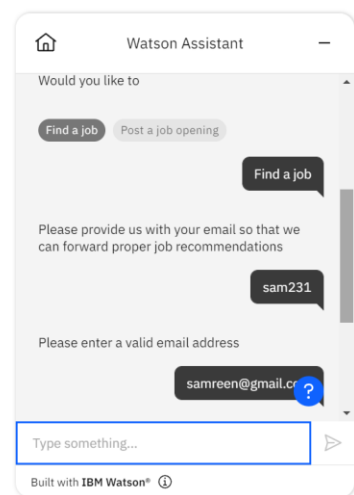 Watson Assistant
Would you like to
Find a job Post a job opening
Find a job
Please provide us with your email so that we
can forward proper job recommendations
sam231
Please enter a valid email address
samreen@gmail.c
?
Type something...
Built with IBM Watson®